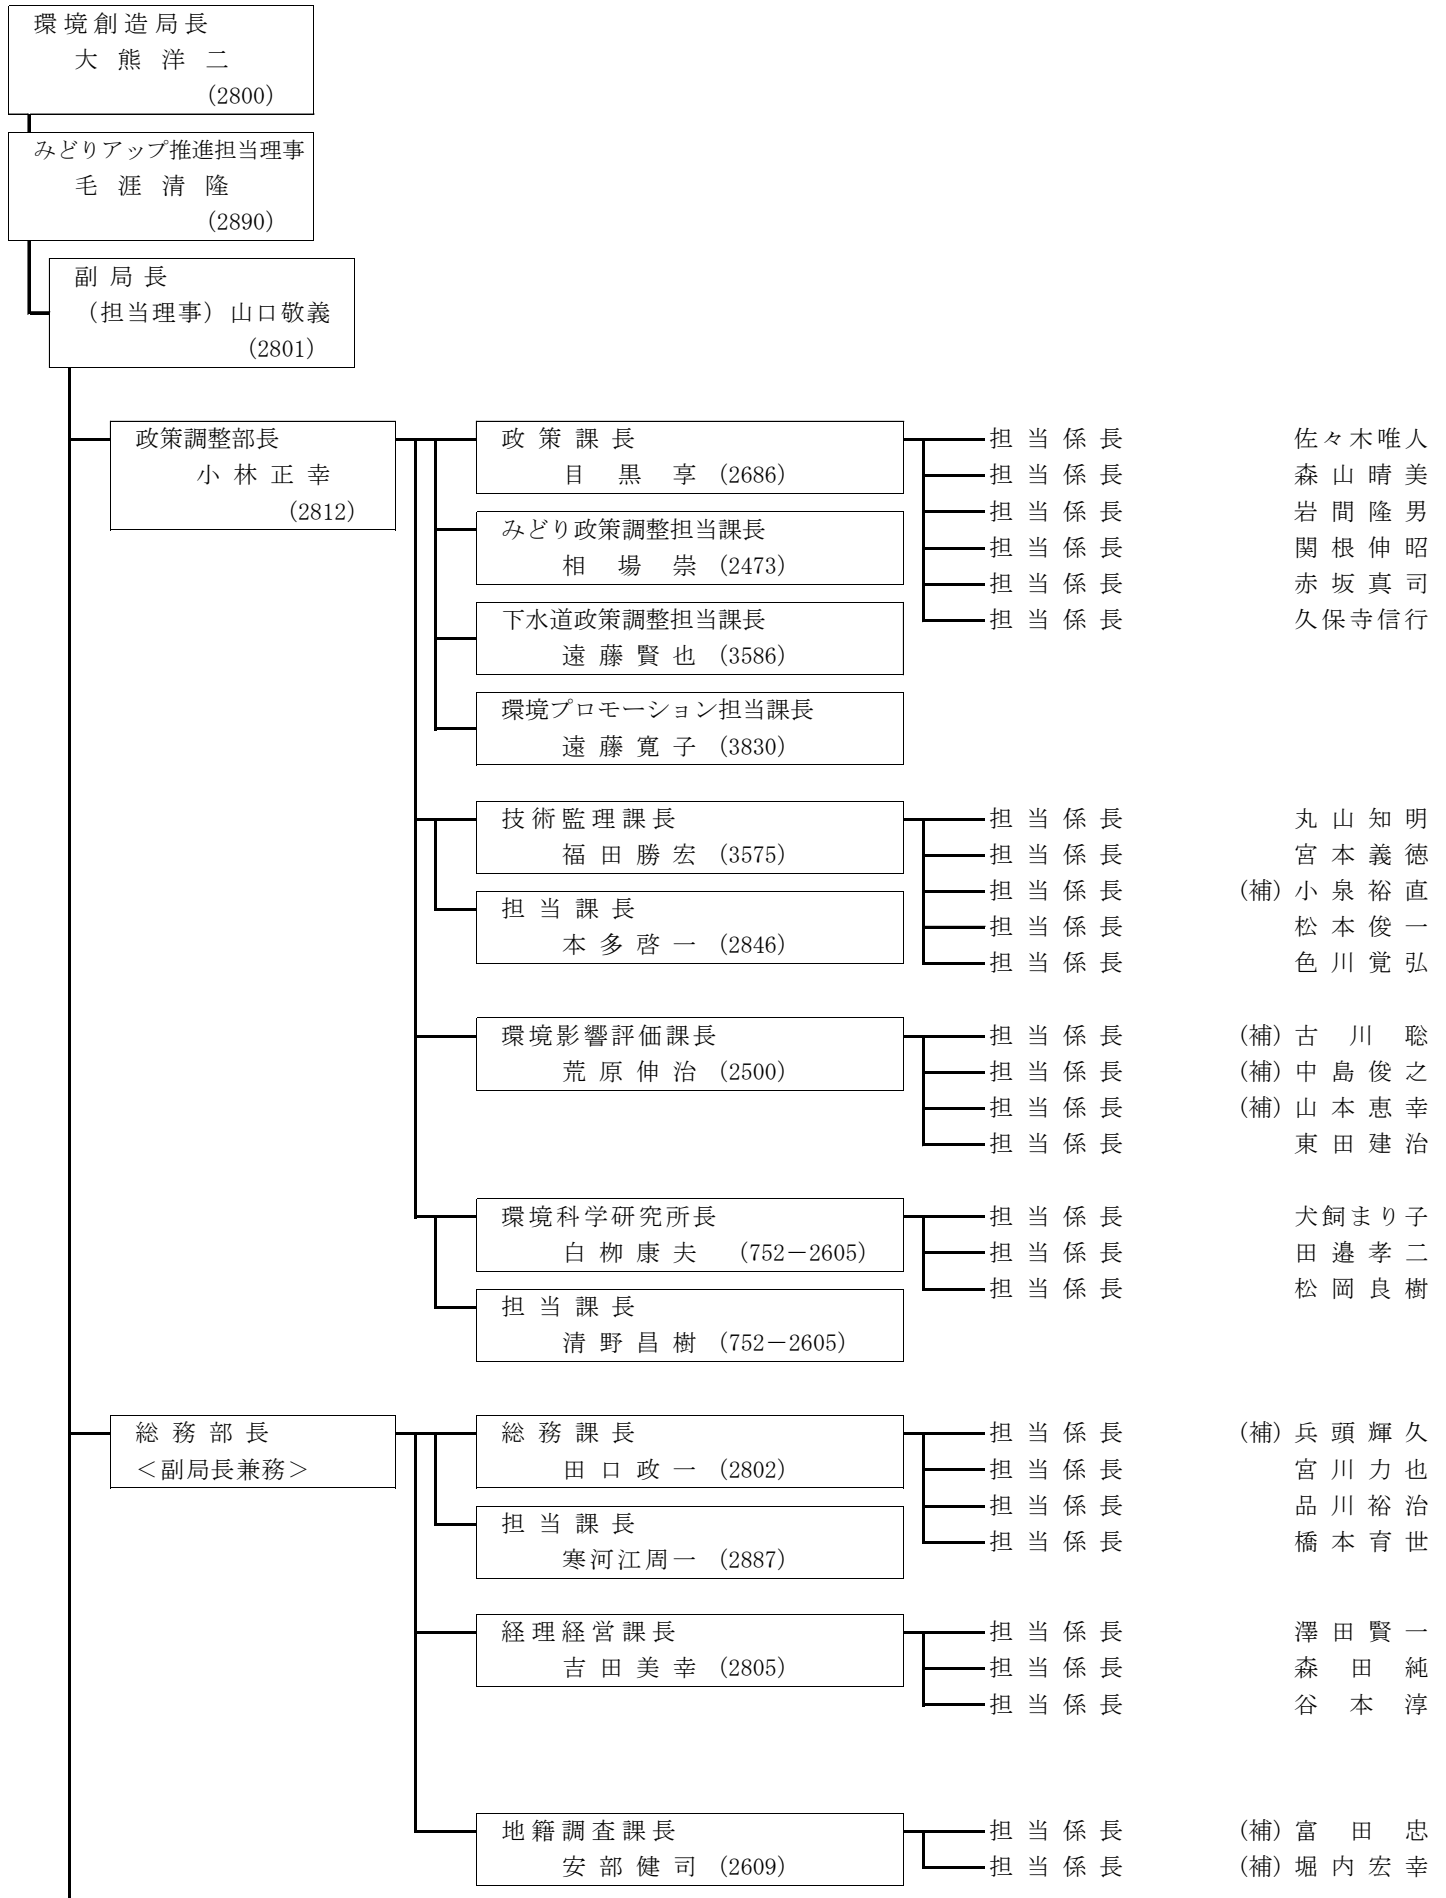 環境創造局長
大熊洋二
(2800)
みどりアップ推進担当理事
毛涯清隆
(2890)
副局長
(担当理事) 山口敬義
(2801)
政策調整部長
小林正幸
(2812)
政策課長
目黒享 (2686)
担当係長 佐々木唯人
担当係長 森山晴美
担当係長 岩間隆男
担当係長 関根伸昭
担当係長 赤坂真司
担当係長 久保寺信行
みどり政策調整担当課長
相場崇 (2473)
下水道政策調整担当課長
遠藤賢也 (3586)
環境プロモーション担当課長
遠藤寛子 (3830)
技術監理課長
福田勝宏 (3575)
担当係長 丸山知明
担当係長 宮本義徳
担当係長 (補) 小泉裕直
担当係長 松本俊一
担当係長 色川覚弘
担当課長
本多啓一 (2846)
環境影響評価課長
荒原伸治 (2500)
担当係長 (補) 古川聡
担当係長 (補) 中島俊之
担当係長 (補) 山本恵幸
担当係長 東田建治
環境科学研究所長
白柳康夫 (752－2605)
担当係長 犬飼まり子
担当係長 田邉孝二
担当係長 松岡良樹
担当課長
清野昌樹 (752－2605)
総務部長
＜副局長兼務＞
総務課長
田口政一 (2802)
担当係長 (補) 兵頭輝久
担当係長 宮川力也
担当係長 品川裕治
担当係長 橋本育世
担当課長
寒河江周一 (2887)
経理経営課長
吉田美幸 (2805)
担当係長 澤田賢一
担当係長 森田純
担当係長 谷本淳
地籍調査課長
安部健司 (2609)
担当係長 (補) 富田忠
担当係長 (補) 堀内宏幸